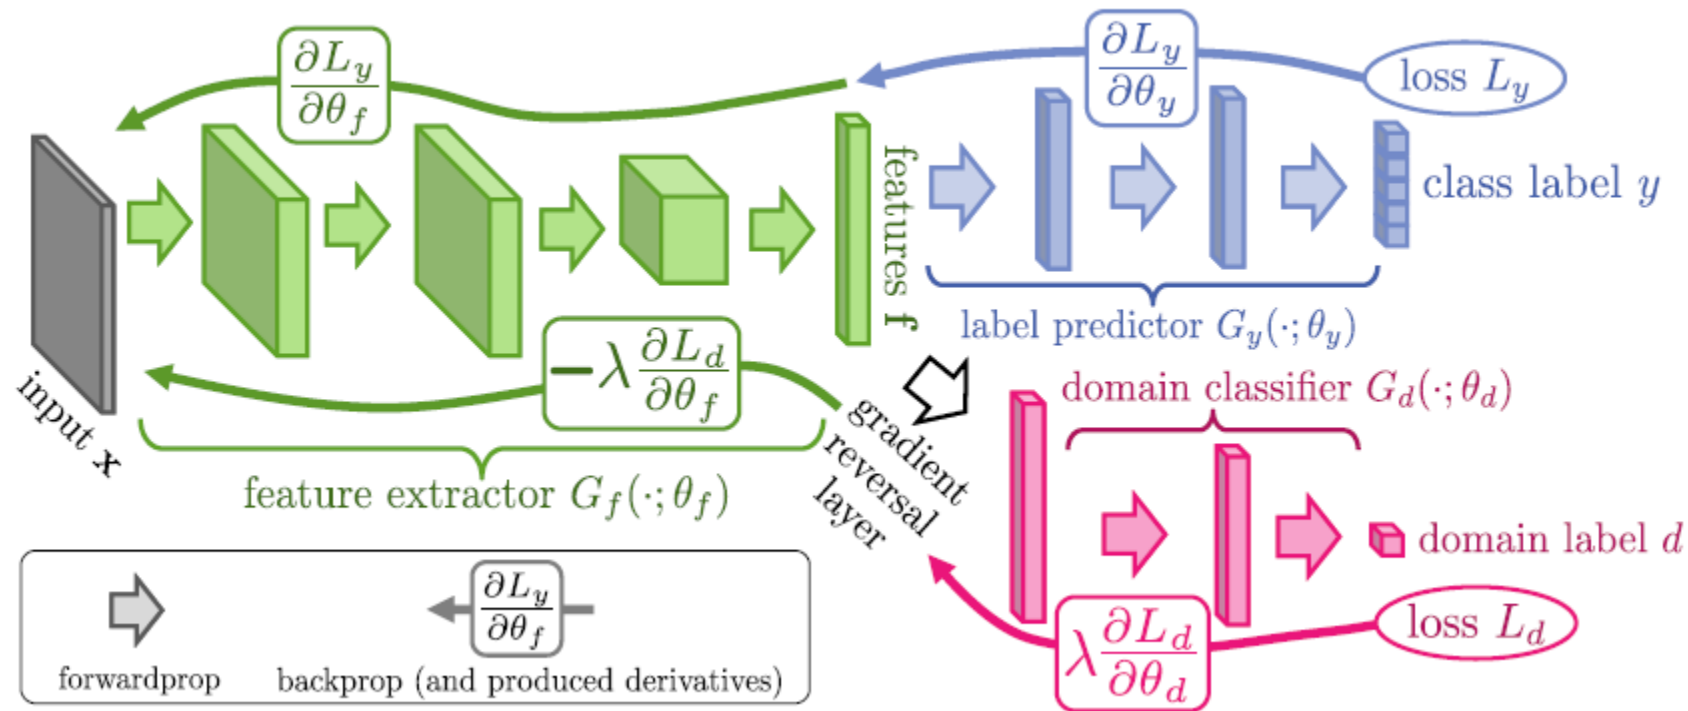 ∂L_y/∂θ_f
∂L_y/∂θ_y
loss L_y
input x
features f
class label y
label predictor G_y(·; θ_y)
−λ ∂L_d/∂θ_f
feature extractor G_f(·; θ_f)
gradient
reversal
layer
domain classifier G_d(·; θ_d)
domain label d
λ ∂L_d/∂θ_d
loss L_d
∂L_y/∂θ_f
forwardprop
backprop (and produced derivatives)